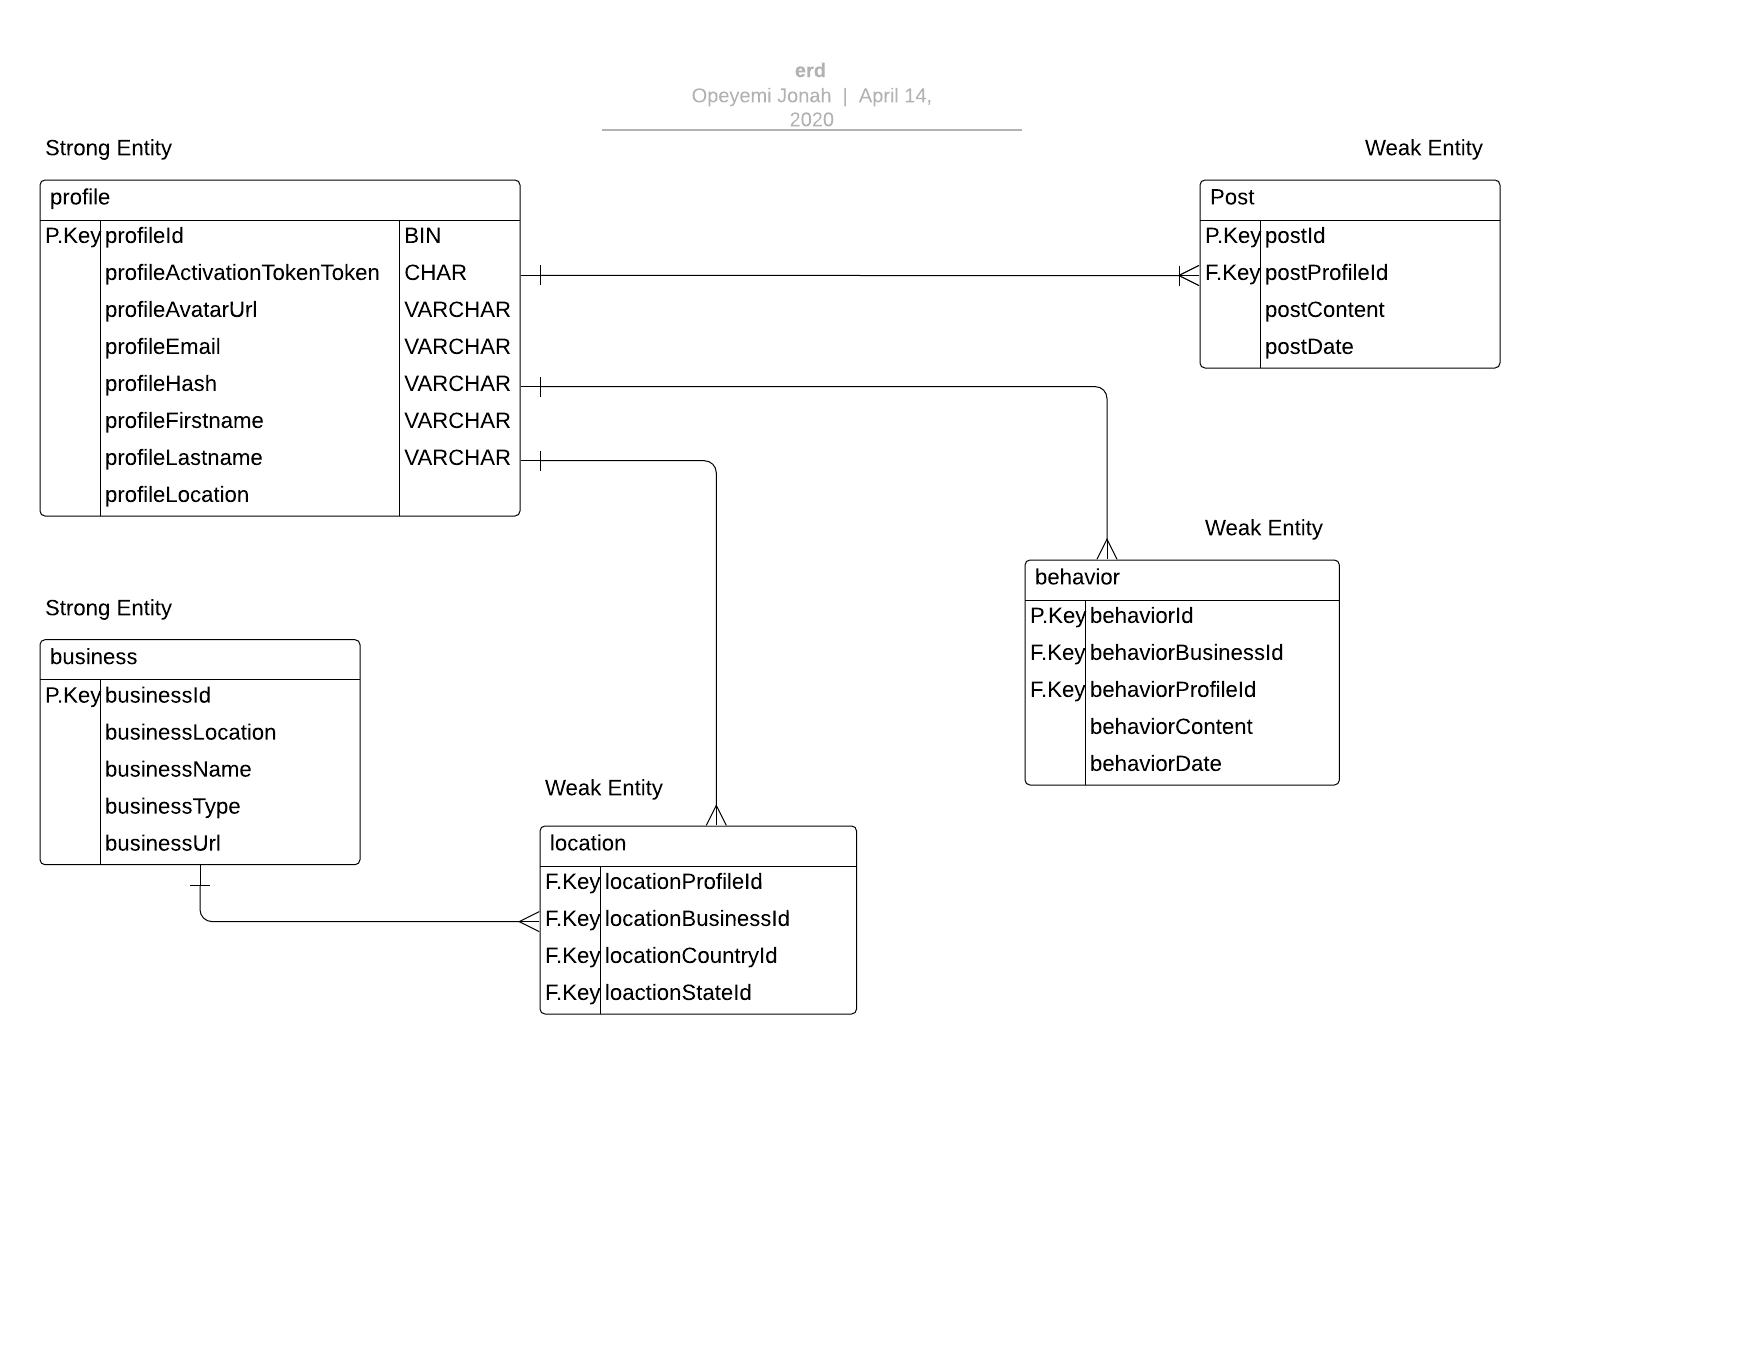 erd
Opeyemi Jonah | April 14,
2020
Strong Entity
profile
P.Key profileId BIN
profileActivationTokenToken CHAR
profileAvatarUrl VARCHAR
profileEmail VARCHAR
profileHash VARCHAR
profileFirstname VARCHAR
profileLastname VARCHAR
profileLocation
Weak Entity
Post
P.Key postId
F.Key postProfileId
postContent
postDate
Weak Entity
behavior
P.Key behaviorId
F.Key behaviorBusinessId
F.Key behaviorProfileId
behaviorContent
behaviorDate
Strong Entity
business
P.Key businessId
businessLocation
businessName
businessType
businessUrl
Weak Entity
location
F.Key locationProfileId
F.Key locationBusinessId
F.Key locationCountryId
F.Key loactionStateId